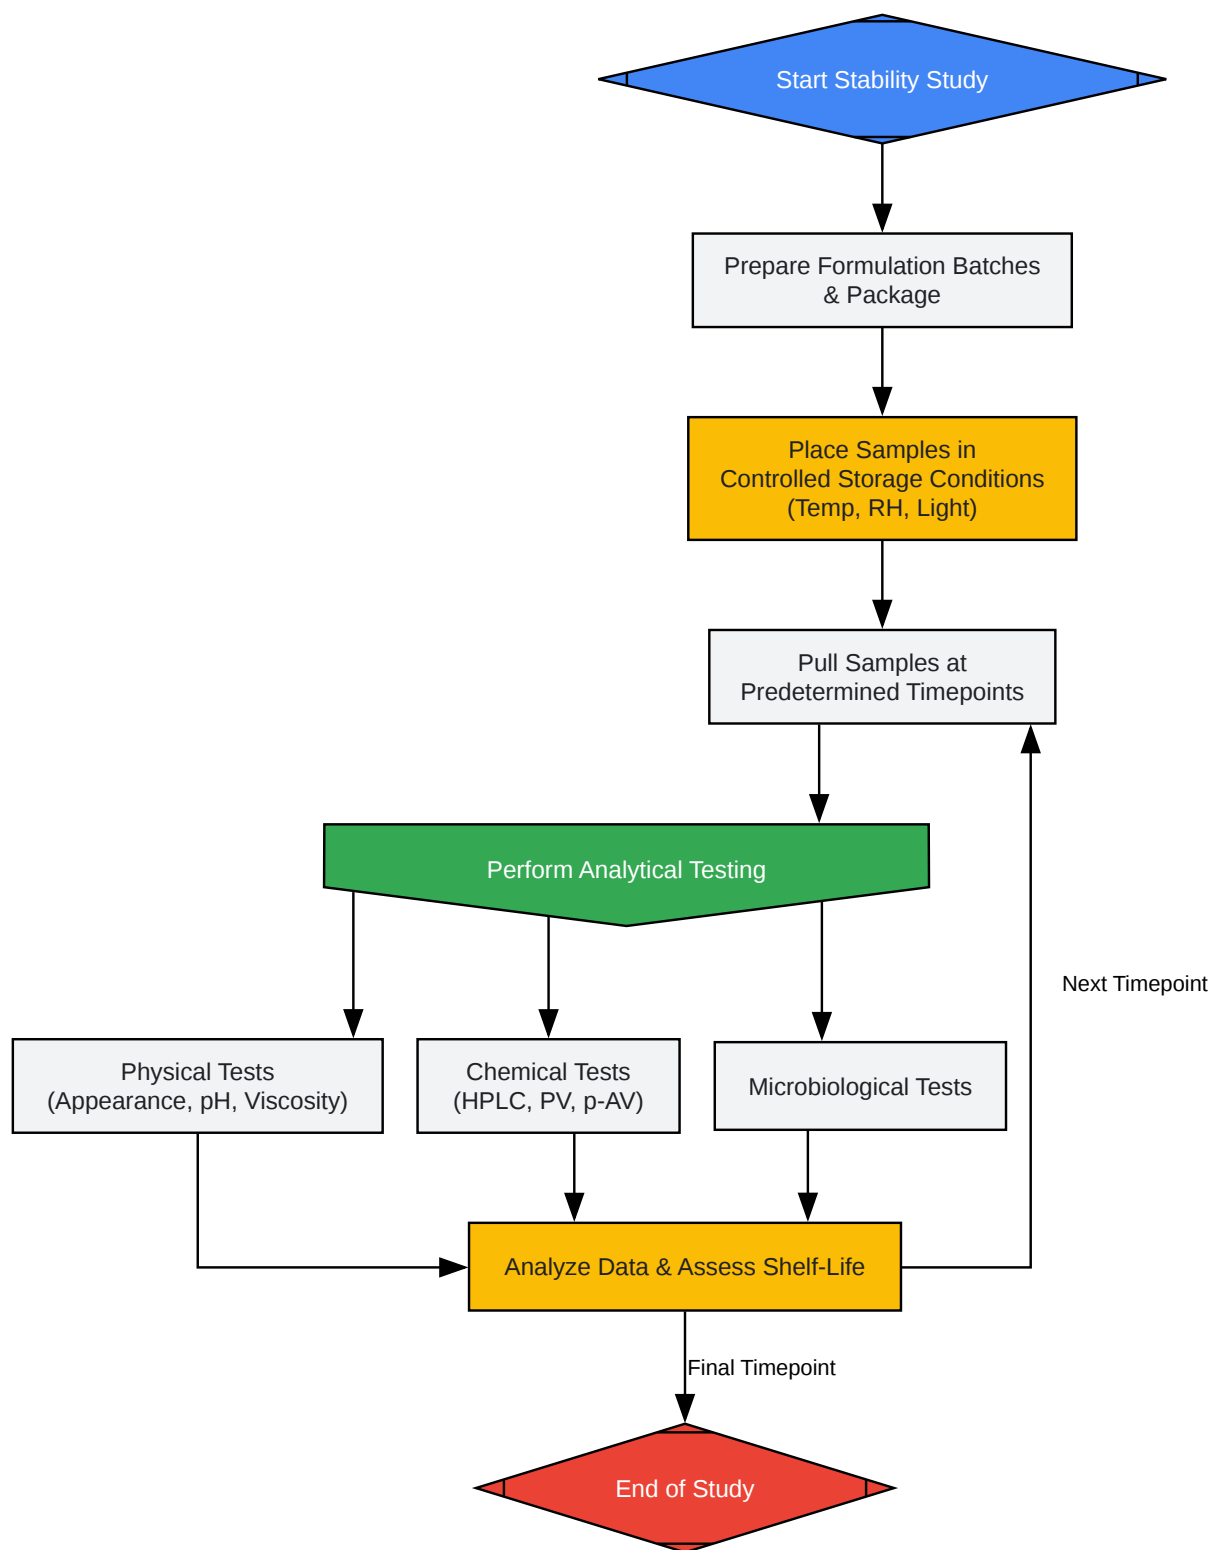 Start Stability Study
Prepare Formulation Batches
& Package
Place Samples in
Controlled Storage Conditions
(Temp, RH, Light)
Pull Samples at
Predetermined Timepoints
Perform Analytical Testing
Next Timepoint
Physical Tests
(Appearance, pH, Viscosity)
Chemical Tests
(HPLC, PV, p-AV)
Microbiological Tests
Analyze Data & Assess Shelf-Life
Final Timepoint
End of Study